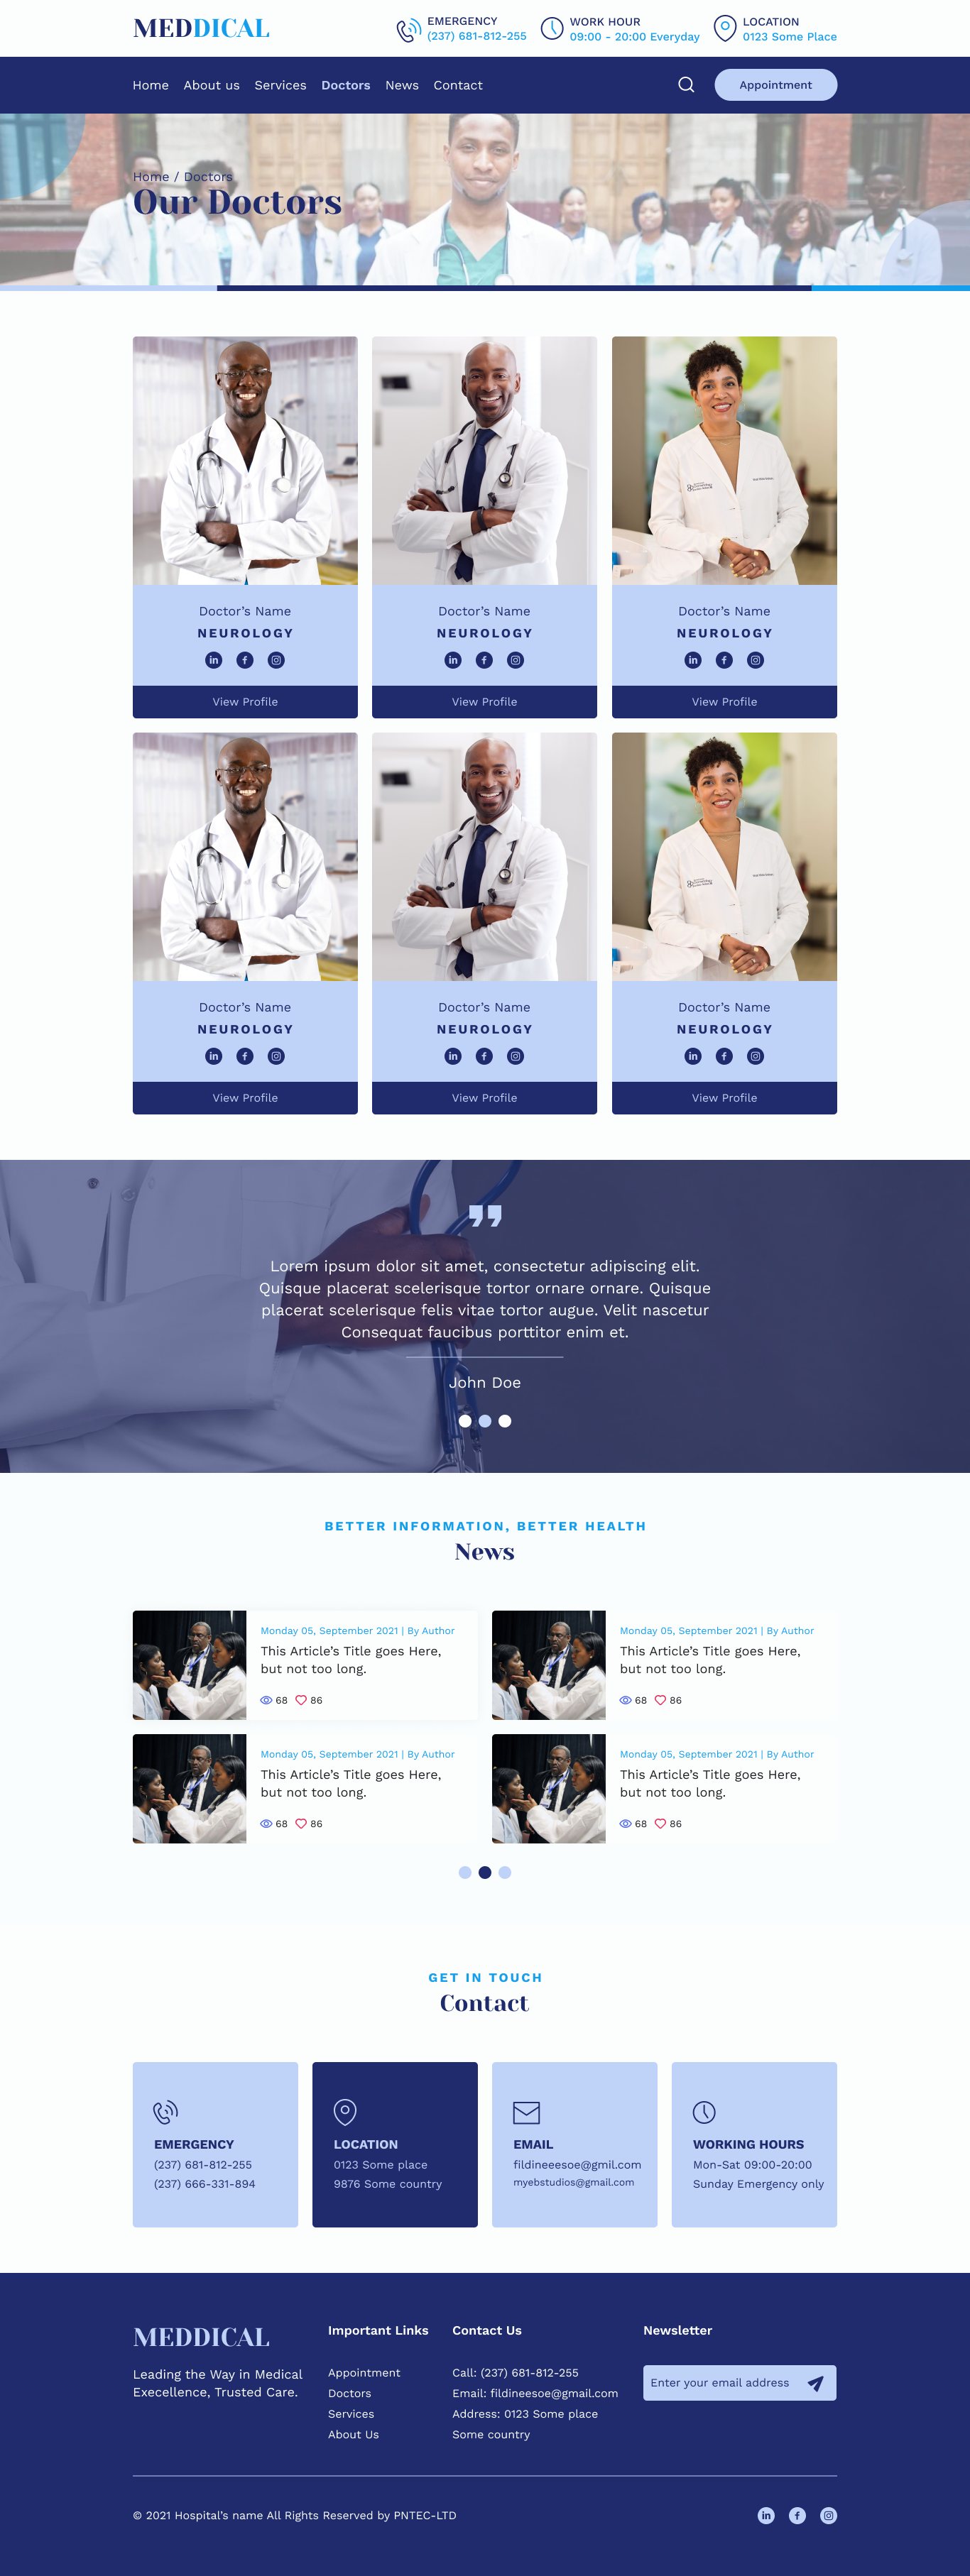 MEDDICAL
EMERGENCY
(237) 681-812-255
WORK HOUR
09:00 - 20:00 Everyday
LOCATION
0123 Some Place
Home About us Services Doctors News Contact
Appointment
Home / Doctors
Our Doctors
Doctor’s Name
NEUROLOGY
View Profile
Doctor’s Name
NEUROLOGY
View Profile
Doctor’s Name
NEUROLOGY
View Profile
Doctor’s Name
NEUROLOGY
View Profile
Doctor’s Name
NEUROLOGY
View Profile
Doctor’s Name
NEUROLOGY
View Profile
Lorem ipsum dolor sit amet, consectetur adipiscing elit.
Quisque placerat scelerisque tortor ornare ornare. Quisque
placerat scelerisque felis vitae tortor augue. Velit nascetur
Consequat faucibus porttitor enim et.
John Doe
BETTER INFORMATION, BETTER HEALTH
News
Monday 05, September 2021 | By Author
This Article’s Title goes Here,
but not too long.
68 86
Monday 05, September 2021 | By Author
This Article’s Title goes Here,
but not too long.
68 86
Monday 05, September 2021 | By Author
This Article’s Title goes Here,
but not too long.
68 86
Monday 05, September 2021 | By Author
This Article’s Title goes Here,
but not too long.
68 86
GET IN TOUCH
Contact
EMERGENCY
(237) 681-812-255
(237) 666-331-894
LOCATION
0123 Some place
9876 Some country
EMAIL
fildineeesoe@gmil.com
myebstudios@gmail.com
WORKING HOURS
Mon-Sat 09:00-20:00
Sunday Emergency only
MEDDICAL
Leading the Way in Medical
Execellence, Trusted Care.
Important Links
Appointment
Doctors
Services
About Us
Contact Us
Call: (237) 681-812-255
Email: fildineesoe@gmail.com
Address: 0123 Some place
Some country
Newsletter
Enter your email address
© 2021 Hospital’s name All Rights Reserved by PNTEC-LTD